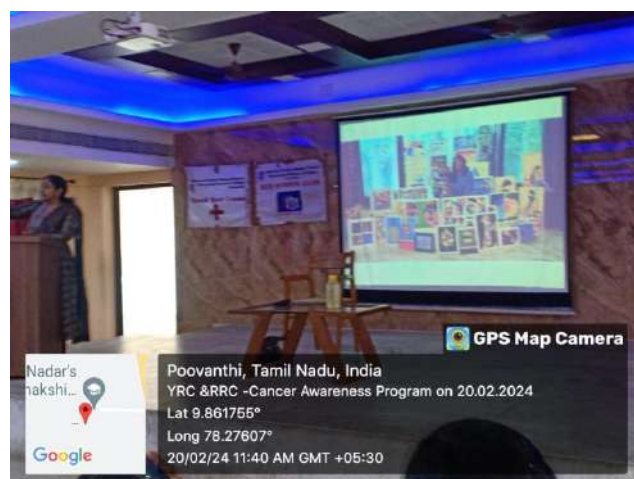 GPS Map Camera
Nadar's
nakshi...
Google
Poovanthi, Tamil Nadu, India
YRC &RRC -Cancer Awareness Program on 20.02.2024
Lat 9.861755°
Long 78.27607°
20/02/24 11:40 AM GMT +05:30